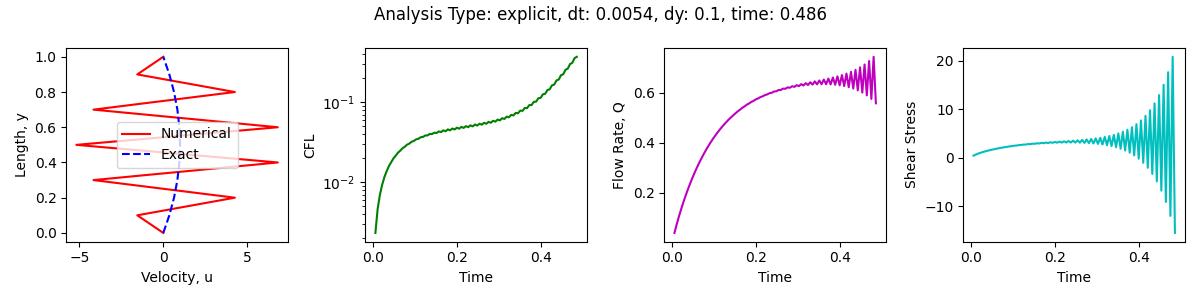 Analysis Type: explicit, dt: 0.0054, dy: 0.1, time: 0.486
Length, y
1.0
0.8
0.6
0.4
0.2
0.0
Numerical
Exact
−5
0
5
Velocity, u
CFL
10⁻¹
10⁻²
0.0
0.2
0.4
Time
Flow Rate, Q
0.6
0.4
0.2
0.0
0.2
0.4
Time
Shear Stress
20
10
0
−10
0.0
0.2
0.4
Time